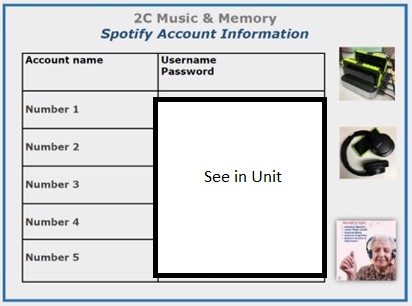 2C Music & Memory
Spotify Account Information
Account name
Username
Password
Number 1
Number 2
Number 3
Number 4
Number 5
See in Unit